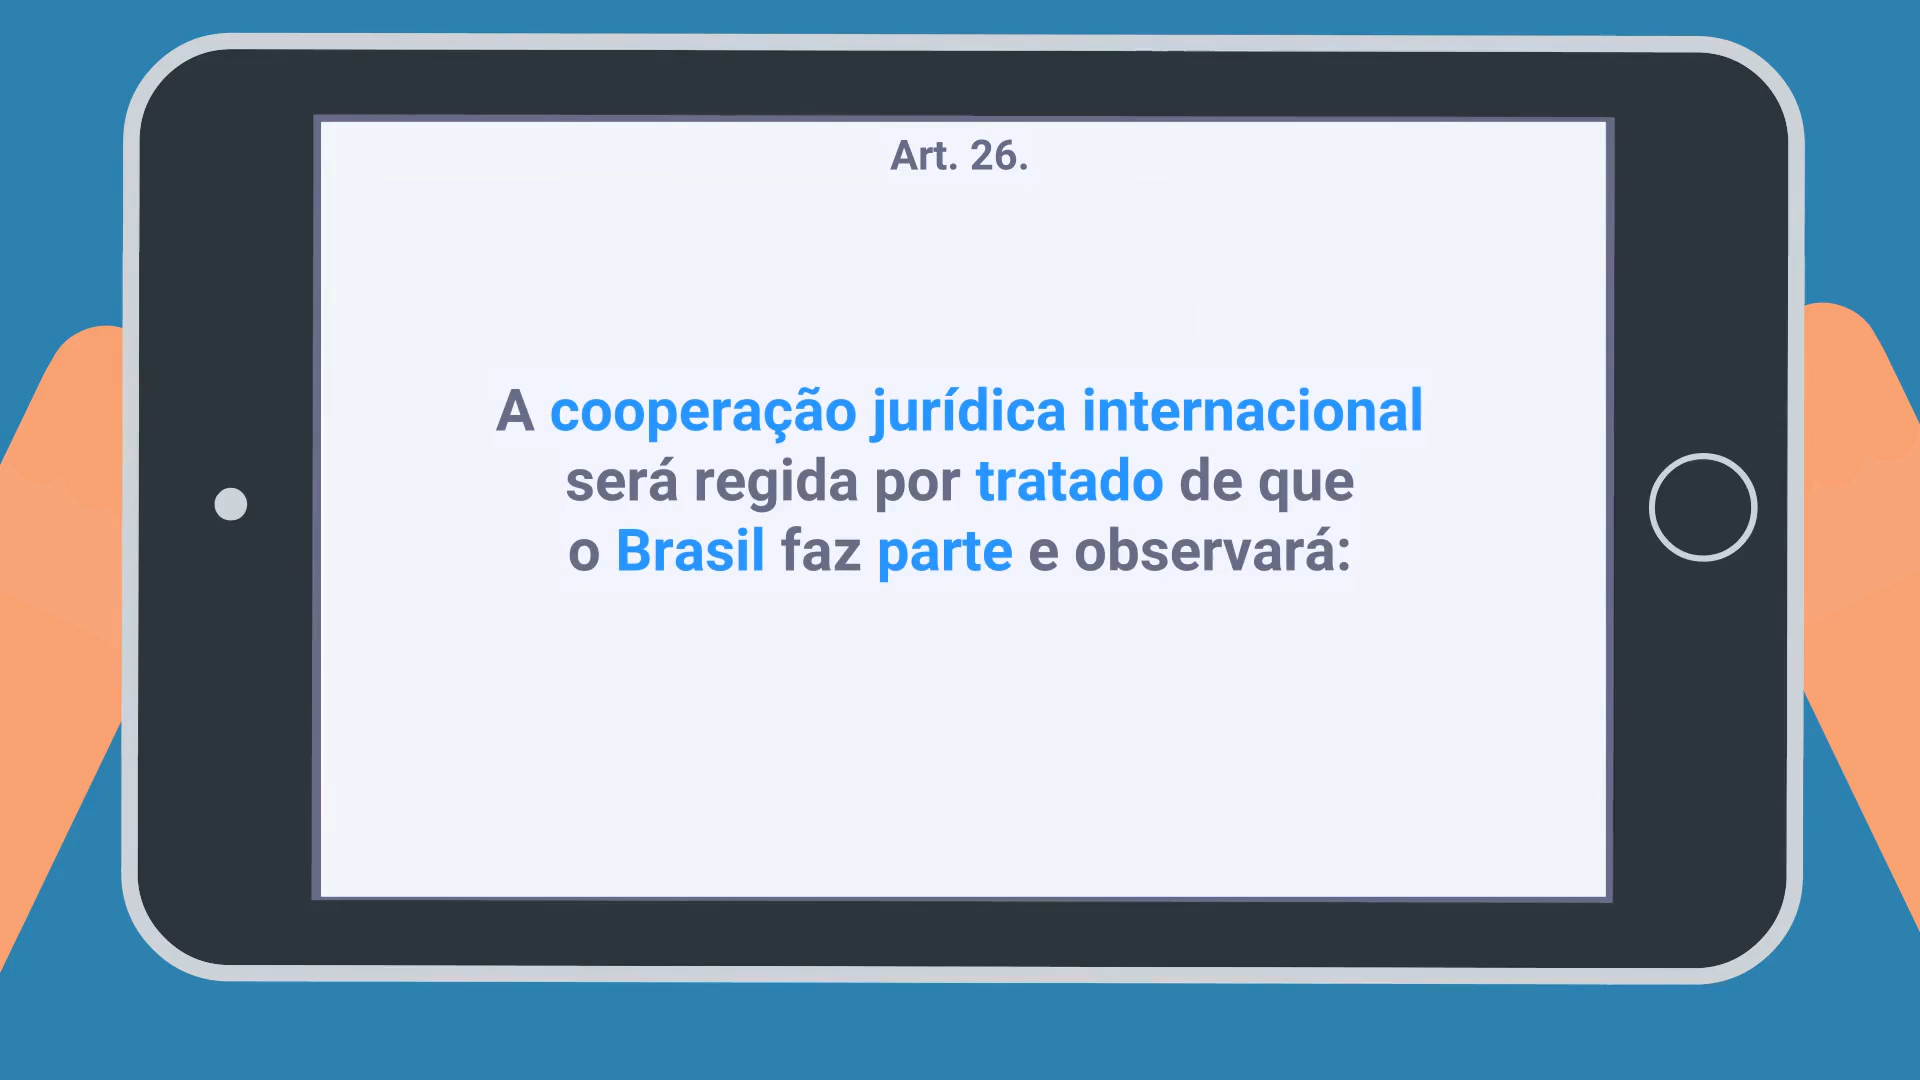 Art. 26.
A cooperação jurídica internacional
será regida por tratado de que
o Brasil faz parte e observará: